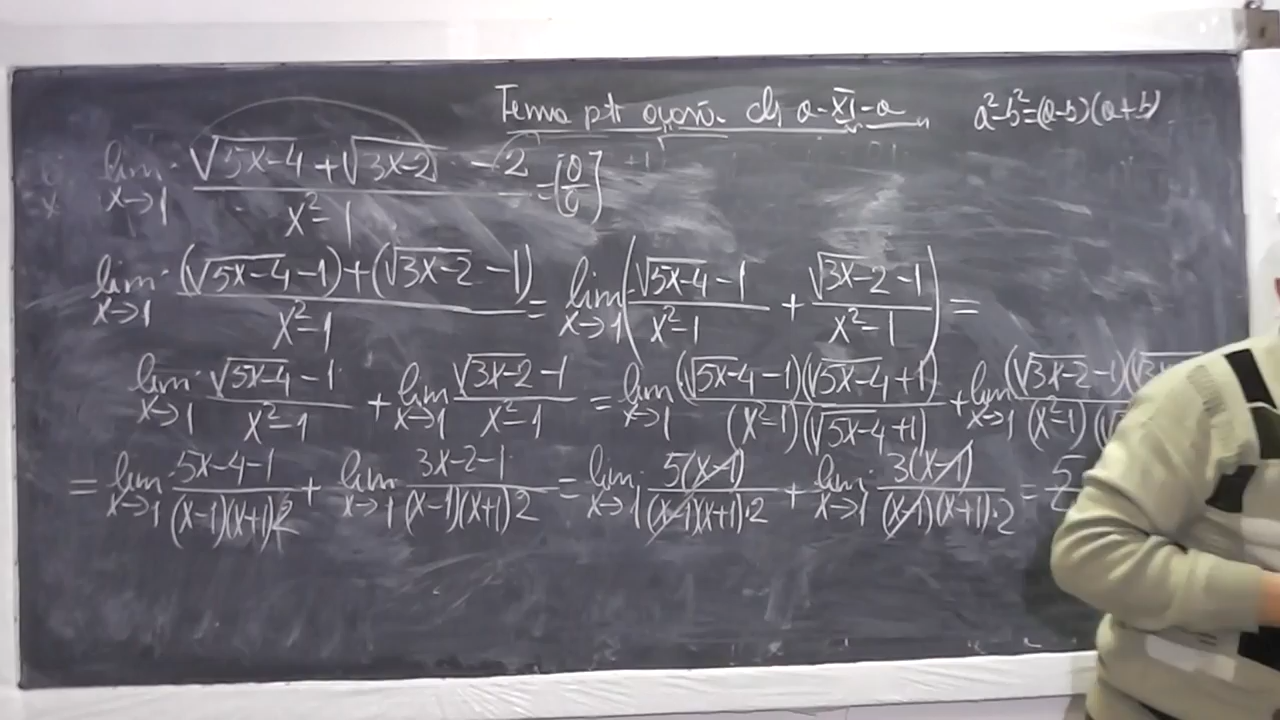 Tema ptr a-XI-a a²-b²=(a-b)(a+b)
lim x→1 (√(5x-4)+√(3x-2) -2)/(x²-1) =[0/0]
lim x→1 ((√(5x-4)-1)+(√(3x-2)-1))/(x²-1) = lim x→1 ((√(5x-4)-1)/(x²-1) + (√(3x-2)-1)/(x²-1)) =
lim x→1 (√(5x-4)-1)/(x²-1) + lim x→1 (√(3x-2)-1)/(x²-1) = lim x→1 ((√(5x-4)-1)(√(5x-4)+1))/((x²-1)(√(5x-4)+1)) + lim x→1 ((√(3x-2)-1)(√3x)/((x²-1)(√
= lim x→1 (5x-4-1)/((x-1)(x+1)2) + lim x→1 (3x-2-1)/((x-1)(x+1)2) = lim x→1 5(x-1)/((x-1)(x+1)·2) + lim x→1 3(x-1)/((x-1)(x+1)·2) = 5